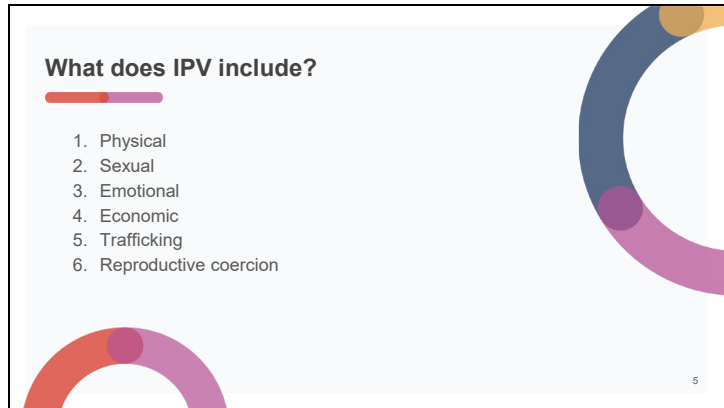 What does IPV include?
1. Physical
2. Sexual
3. Emotional
4. Economic
5. Trafficking
6. Reproductive coercion
5